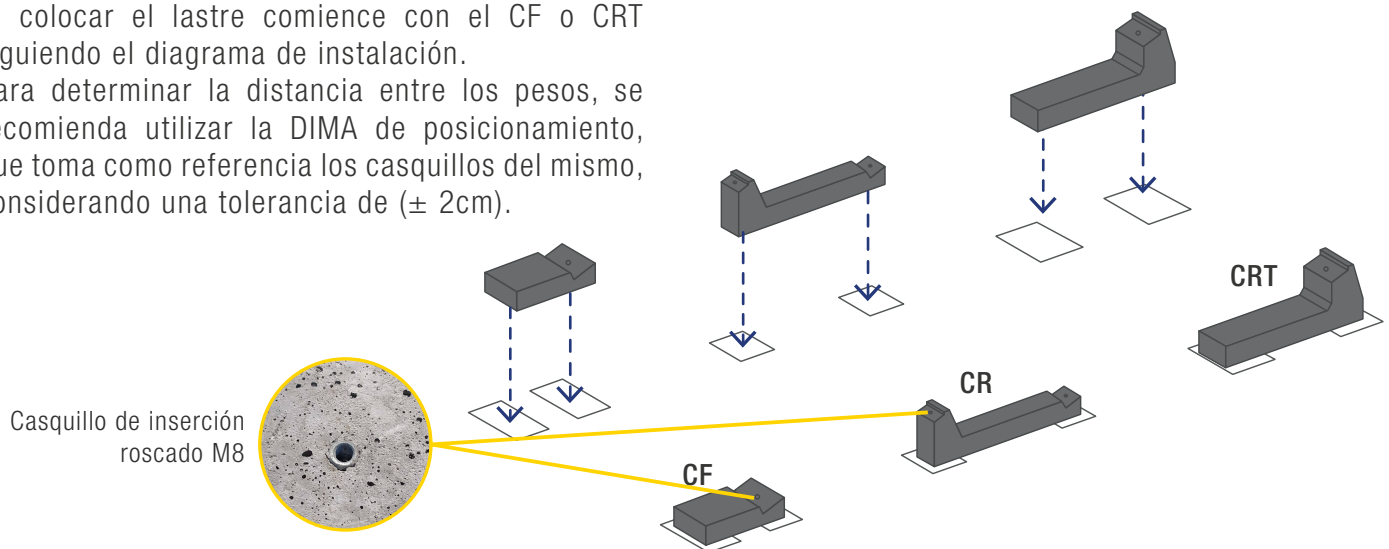 colocar el lastre comience con el CF o CRT
guiendo el diagrama de instalación.
ara determinar la distancia entre los pesos, se
ecomienda utilizar la DIMA de posicionamiento,
ue toma como referencia los casquillos del mismo,
onsiderando una tolerancia de (± 2cm).
CRT
CR
Casquillo de inserción
roscado M8
CF